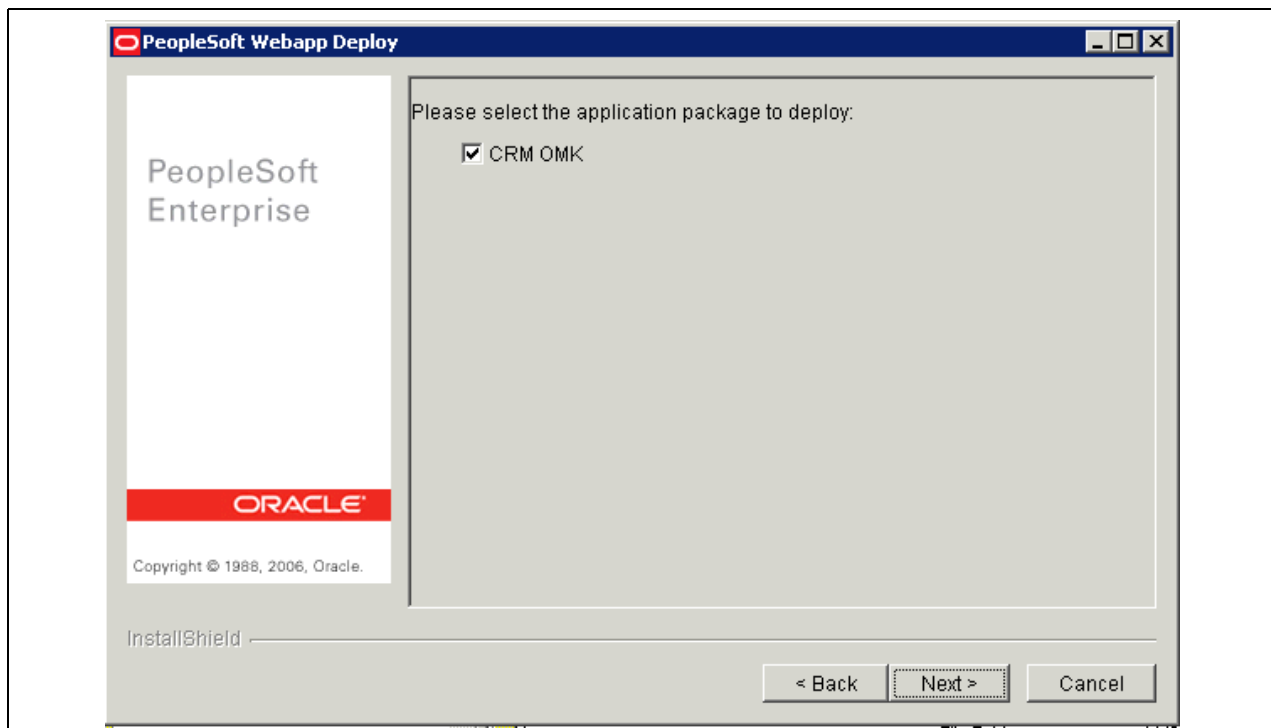 PeopleSoft Webapp Deploy
PeopleSoft
Enterprise
ORACLE
Copyright © 1988, 2006, Oracle.
Please select the application package to deploy:
CRM OMK
InstallShield
< Back
Next >
Cancel